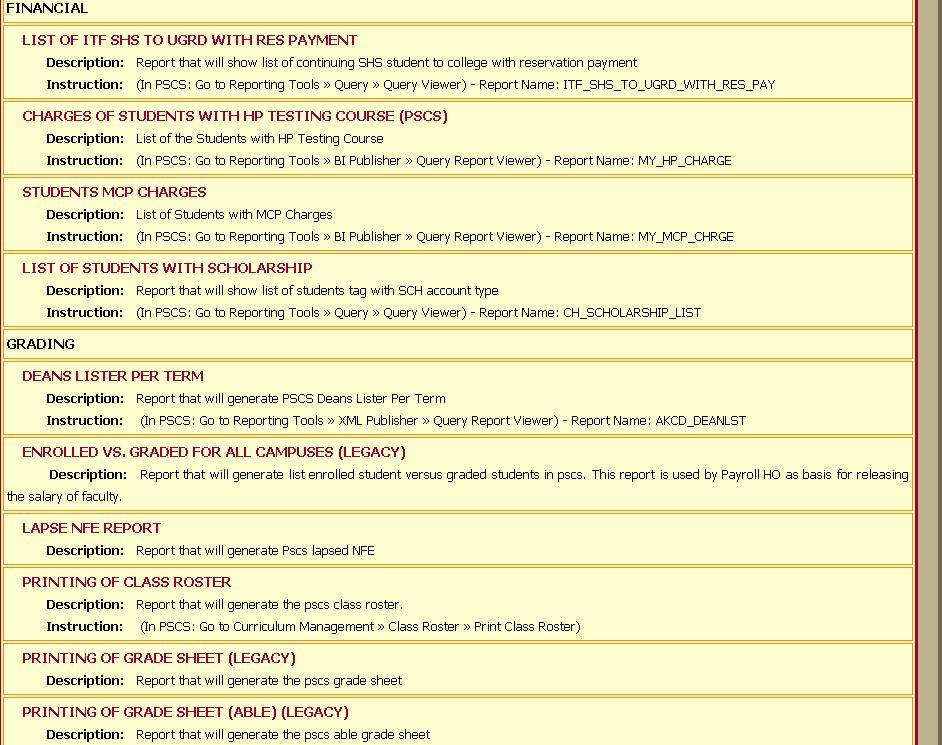 FINANCIAL
LIST OF ITF SHS TO UGRD WITH RES PAYMENT
Description: Report that will show list of continuing SHS student to college with reservation payment
Instruction: (In PSCS: Go to Reporting Tools » Query » Query Viewer) - Report Name: ITF_SHS_TO_UGRD_WITH_RES_PAY
CHARGES OF STUDENTS WITH HP TESTING COURSE (PSCS)
Description: List of the Students with HP Testing Course
Instruction: (In PSCS: Go to Reporting Tools » BI Publisher » Query Report Viewer) - Report Name: MY_HP_CHARGE
STUDENTS MCP CHARGES
Description: List of Students with MCP Charges
Instruction: (In PSCS: Go to Reporting Tools » BI Publisher » Query Report Viewer) - Report Name: MY_MCP_CHRGE
LIST OF STUDENTS WITH SCHOLARSHIP
Description: Report that will show list of students tag with SCH account type
Instruction: (In PSCS: Go to Reporting Tools » Query » Query Viewer) - Report Name: CH_SCHOLARSHIP_LIST
GRADING
DEANS LISTER PER TERM
Description: Report that will generate PSCS Deans Lister Per Term
Instruction: (In PSCS: Go to Reporting Tools » XML Publisher » Query Report Viewer) - Report Name: AKCD_DEANLST
ENROLLED VS. GRADED FOR ALL CAMPUSES (LEGACY)
Description: Report that will generate list enrolled student versus graded students in pscs. This report is used by Payroll HO as basis for releasing
the salary of faculty.
LAPSE NFE REPORT
Description: Report that will generate Pscs lapsed NFE
PRINTING OF CLASS ROSTER
Description: Report that will generate the pscs class roster.
Instruction: (In PSCS: Go to Curriculum Management » Class Roster » Print Class Roster)
PRINTING OF GRADE SHEET (LEGACY)
Description: Report that will generate the pscs grade sheet
PRINTING OF GRADE SHEET (ABLE) (LEGACY)
Description: Report that will generate the pscs able grade sheet